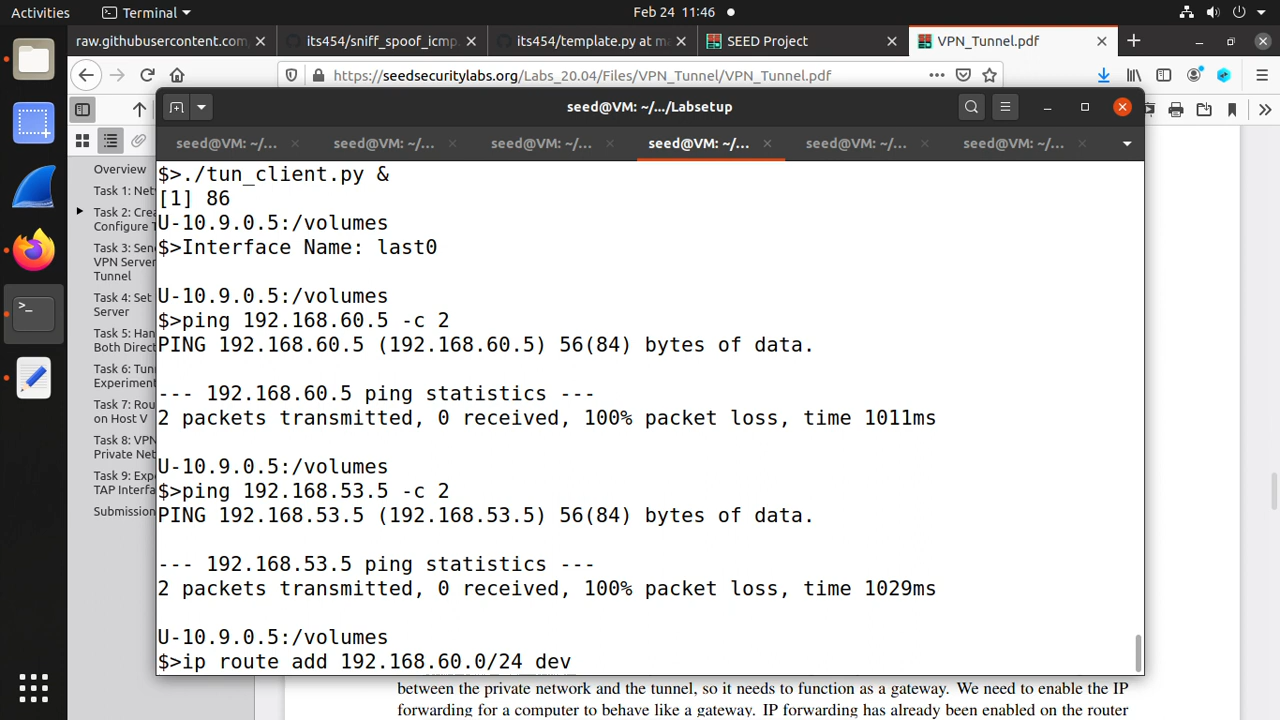 Activities
Terminal
Feb 24 11:46
raw.githubusercontent.com
its454/sniff_spoof_icmp.
its454/template.py at ma
SEED Project
VPN_Tunnel.pdf
https://seedsecuritylabs.org/Labs_20.04/Files/VPN_Tunnel/VPN_Tunnel.pdf
seed@VM: ~/.../Labsetup
seed@VM: ~/...
seed@VM: ~/...
seed@VM: ~/...
seed@VM: ~/...
seed@VM: ~/...
seed@VM: ~/...
Overview
Task 1: Net
Task 2: Crea
Configure T
Task 3: Sen
VPN Server
Tunnel
Task 4: Set
Server
Task 5: Han
Both Direct
Task 6: Tun
Experiment
Task 7: Rou
on Host V
Task 8: VPN
Private Net
Task 9: Exp
TAP Interfa
Submission
$>./tun_client.py &
[1] 86
U-10.9.0.5:/volumes
$>Interface Name: last0
U-10.9.0.5:/volumes
$>ping 192.168.60.5 -c 2
PING 192.168.60.5 (192.168.60.5) 56(84) bytes of data.
--- 192.168.60.5 ping statistics ---
2 packets transmitted, 0 received, 100% packet loss, time 1011ms
U-10.9.0.5:/volumes
$>ping 192.168.53.5 -c 2
PING 192.168.53.5 (192.168.53.5) 56(84) bytes of data.
--- 192.168.53.5 ping statistics ---
2 packets transmitted, 0 received, 100% packet loss, time 1029ms
U-10.9.0.5:/volumes
$>ip route add 192.168.60.0/24 dev
between the private network and the tunnel, so it needs to function as a gateway. We need to enable the IP
forwarding for a computer to behave like a gateway. IP forwarding has already been enabled on the router